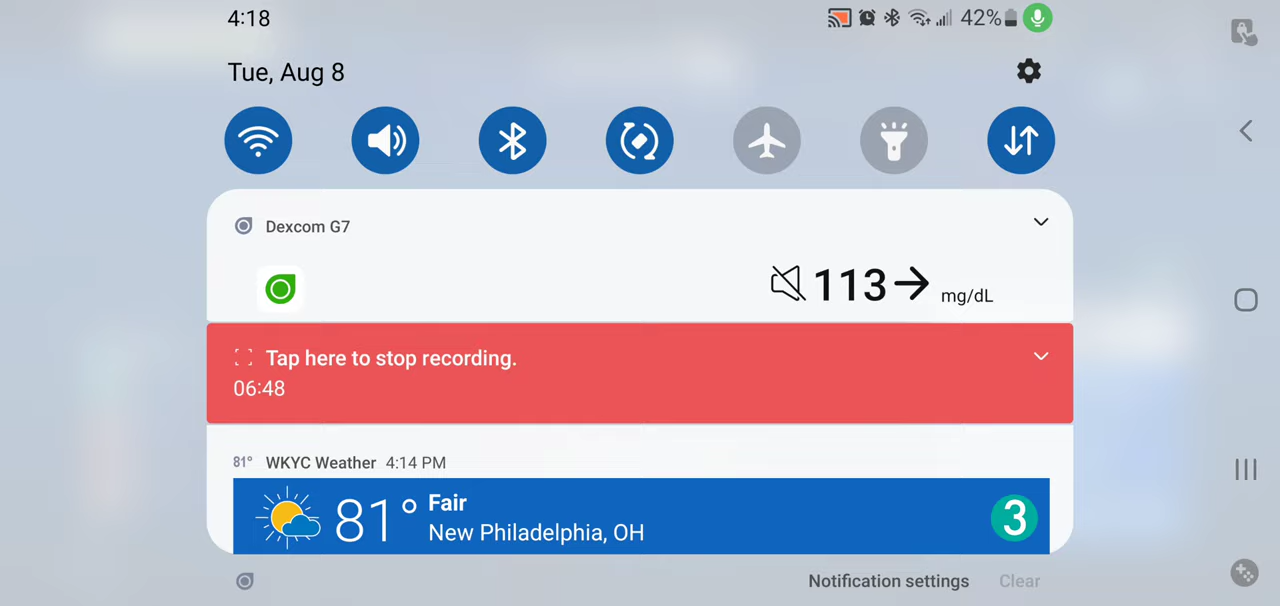 4:18
42%
Tue, Aug 8
Dexcom G7
113→ mg/dL
Tap here to stop recording.
06:48
81° WKYC Weather 4:14 PM
81° Fair
New Philadelphia, OH
3
Notification settings Clear